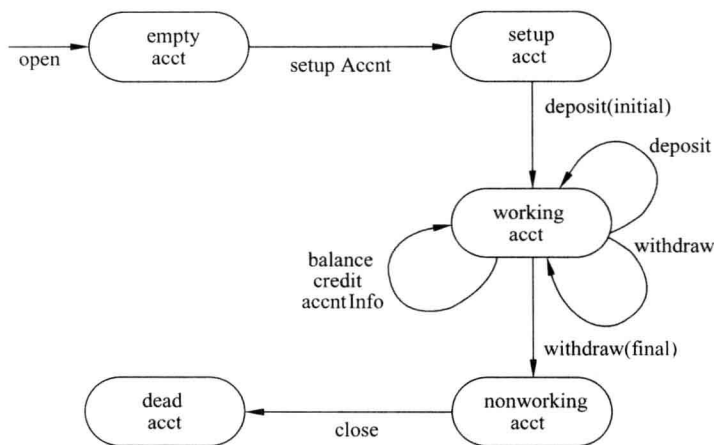 empty
acct
setup
acct
open
setup Accnt
deposit(initial)
deposit
working
acct
withdraw
balance
credit
accntInfo
withdraw(final)
dead
acct
nonworking
acct
close